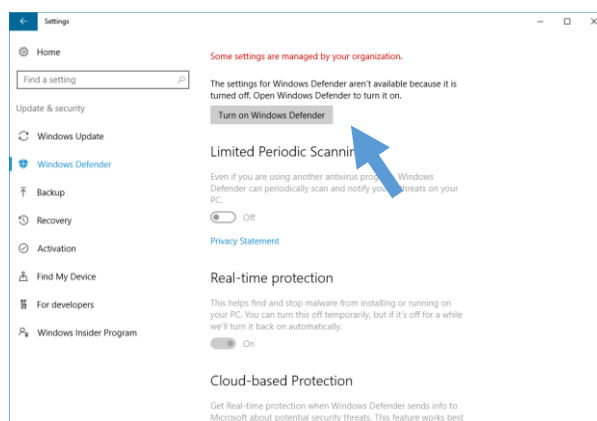 Settings
Home
Some settings are managed by your organization.
Find a setting
The settings for Windows Defender aren't available because it is
turned off. Open Windows Defender to turn it on.
Update & security
Turn on Windows Defender
Windows Update
Limited Periodic Scannin
Windows Defender
Even if you are using another antivirus Windows
Defender can periodically scan and notify threats on your
PC.
Backup
Off
Recovery
Privacy Statement
Activation
Find My Device
Real-time protection
For developers
This helps find and stop malware from installing or running on
your PC. You can turn this off temporarily, but if it's off for a while
we'll turn it back on automatically.
Windows Insider Program
On
Cloud-based Protection
Get Real-time protection when Windows Defender sends info to
Microsoft about potential security threats. This feature works best